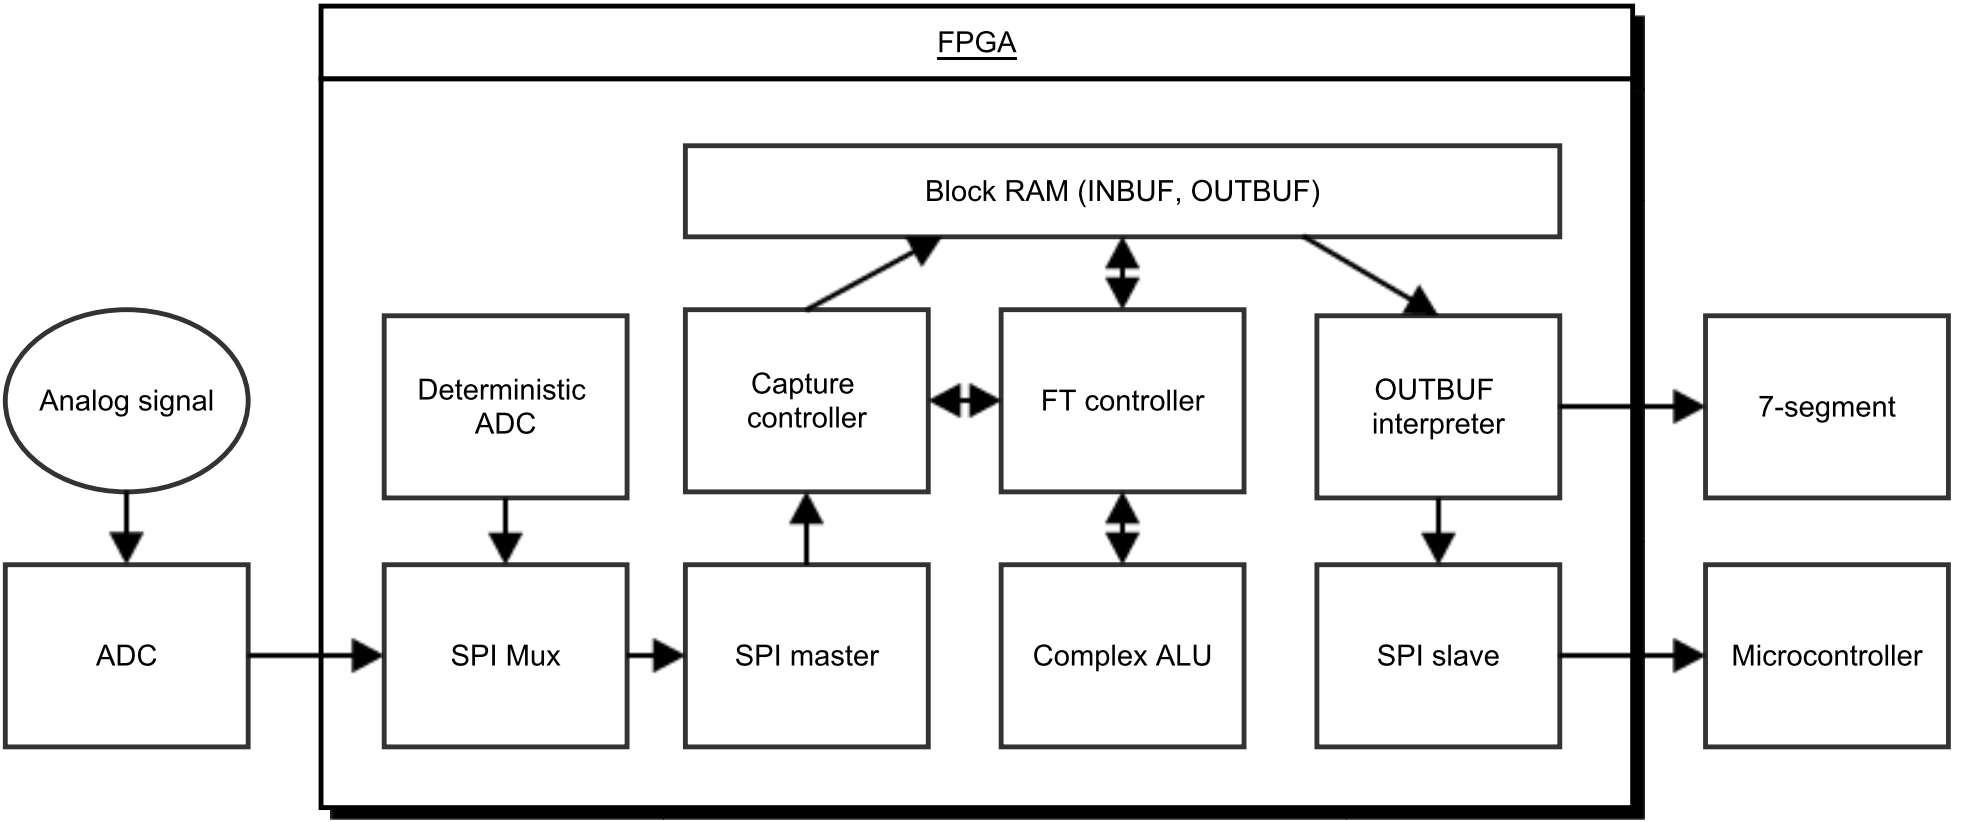 FPGA
Block RAM (INBUF, OUTBUF)
Analog signal
Deterministic
ADC
Capture
controller
FT controller
OUTBUF
interpreter
7-segment
ADC
SPI Mux
SPI master
Complex ALU
SPI slave
Microcontroller